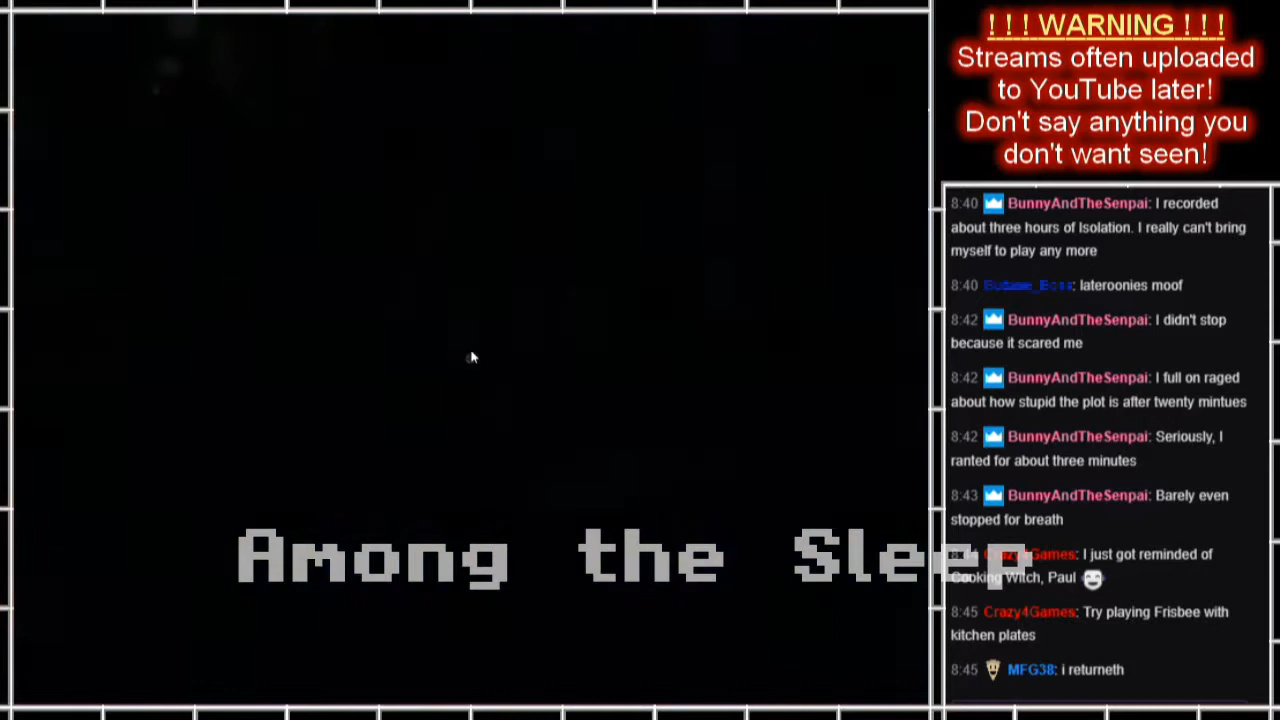 ! ! ! WARNING ! ! !
Streams often uploaded
to YouTube later!
Don't say anything you
don't want seen!
8:40 BunnyAndTheSenpai: I recorded
about three hours of Isolation. I really can't bring
myself to play any more
8:40 : lateroonies moof
8:42 BunnyAndTheSenpai: I didn't stop
because it scared me
8:42 BunnyAndTheSenpai: I full on raged
about how stupid the plot is after twenty mintues
8:42 BunnyAndTheSenpai: Seriously, I
ranted for about three minutes
8:43 BunnyAndTheSenpai: Barely even
stopped for breath
Crazy4Games: I just got reminded of
Cooking Witch, Paul
8:45 Crazy4Games: Try playing Frisbee with
kitchen plates
8:45 MFG38: i returneth
Among the Sleep